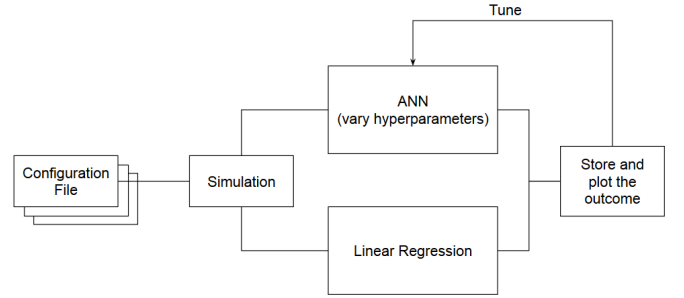 Tune
ANN
(vary hyperparameters)
Configuration
File
Simulation
Store and
plot the
outcome
Linear Regression